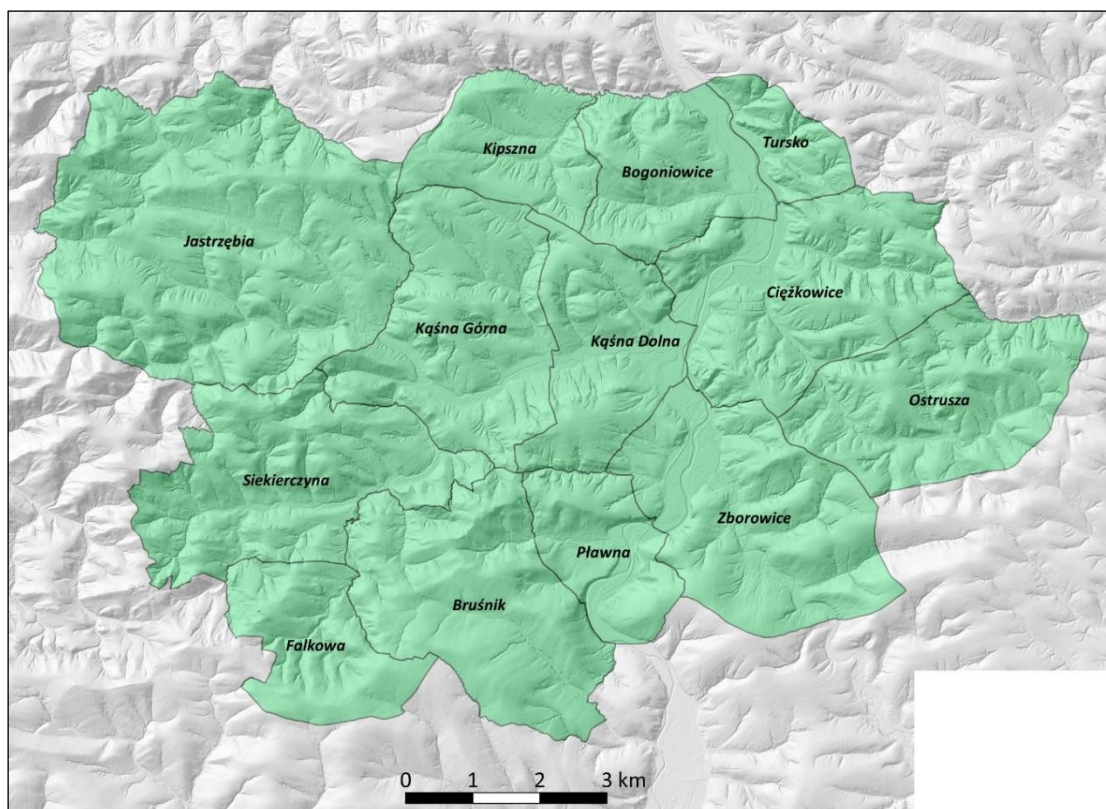 Tursko
Kipszna
Bogoniowice
Jastrzębia
Ciężkowice
Kąśna Górna
Kąśna Dolna
Ostrusza
Siekierczyna
Zborowice
Pławna
Bruśnik
Falkowa
0 1 2 3 km